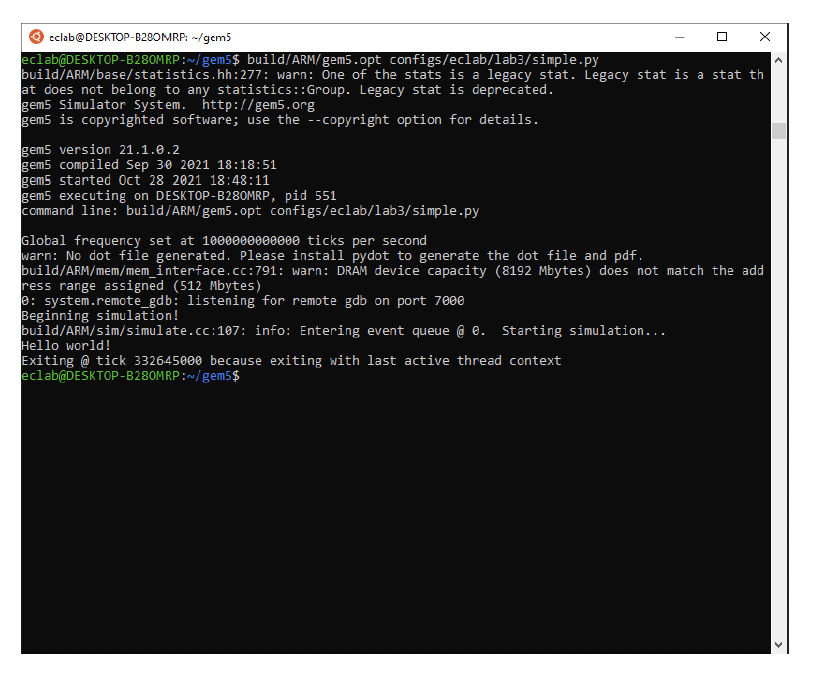 eclab@DESKTOP-B28OMRP: ~/gem5
eclab@DESKTOP-B28OMRP:~/gem5$ build/ARM/gem5.opt configs/eclab/lab3/simple.py
build/ARM/base/statistics.hh:277: warn: One of the stats is a legacy stat. Legacy stat is a stat th
at does not belong to any statistics::Group. Legacy stat is deprecated.
gem5 Simulator System.  http://gem5.org
gem5 is copyrighted software; use the --copyright option for details.

gem5 version 21.1.0.2
gem5 compiled Sep 30 2021 18:18:51
gem5 started Oct 28 2021 18:48:11
gem5 executing on DESKTOP-B28OMRP, pid 551
command line: build/ARM/gem5.opt configs/eclab/lab3/simple.py

Global frequency set at 1000000000000 ticks per second
warn: No dot file generated. Please install pydot to generate the dot file and pdf.
build/ARM/mem/mem_interface.cc:791: warn: DRAM device capacity (8192 Mbytes) does not match the add
ress range assigned (512 Mbytes)
0: system.remote_gdb: listening for remote gdb on port 7000
Beginning simulation!
build/ARM/sim/simulate.cc:107: info: Entering event queue @ 0.  Starting simulation...
Hello world!
Exiting @ tick 332645000 because exiting with last active thread context
eclab@DESKTOP-B28OMRP:~/gem5$